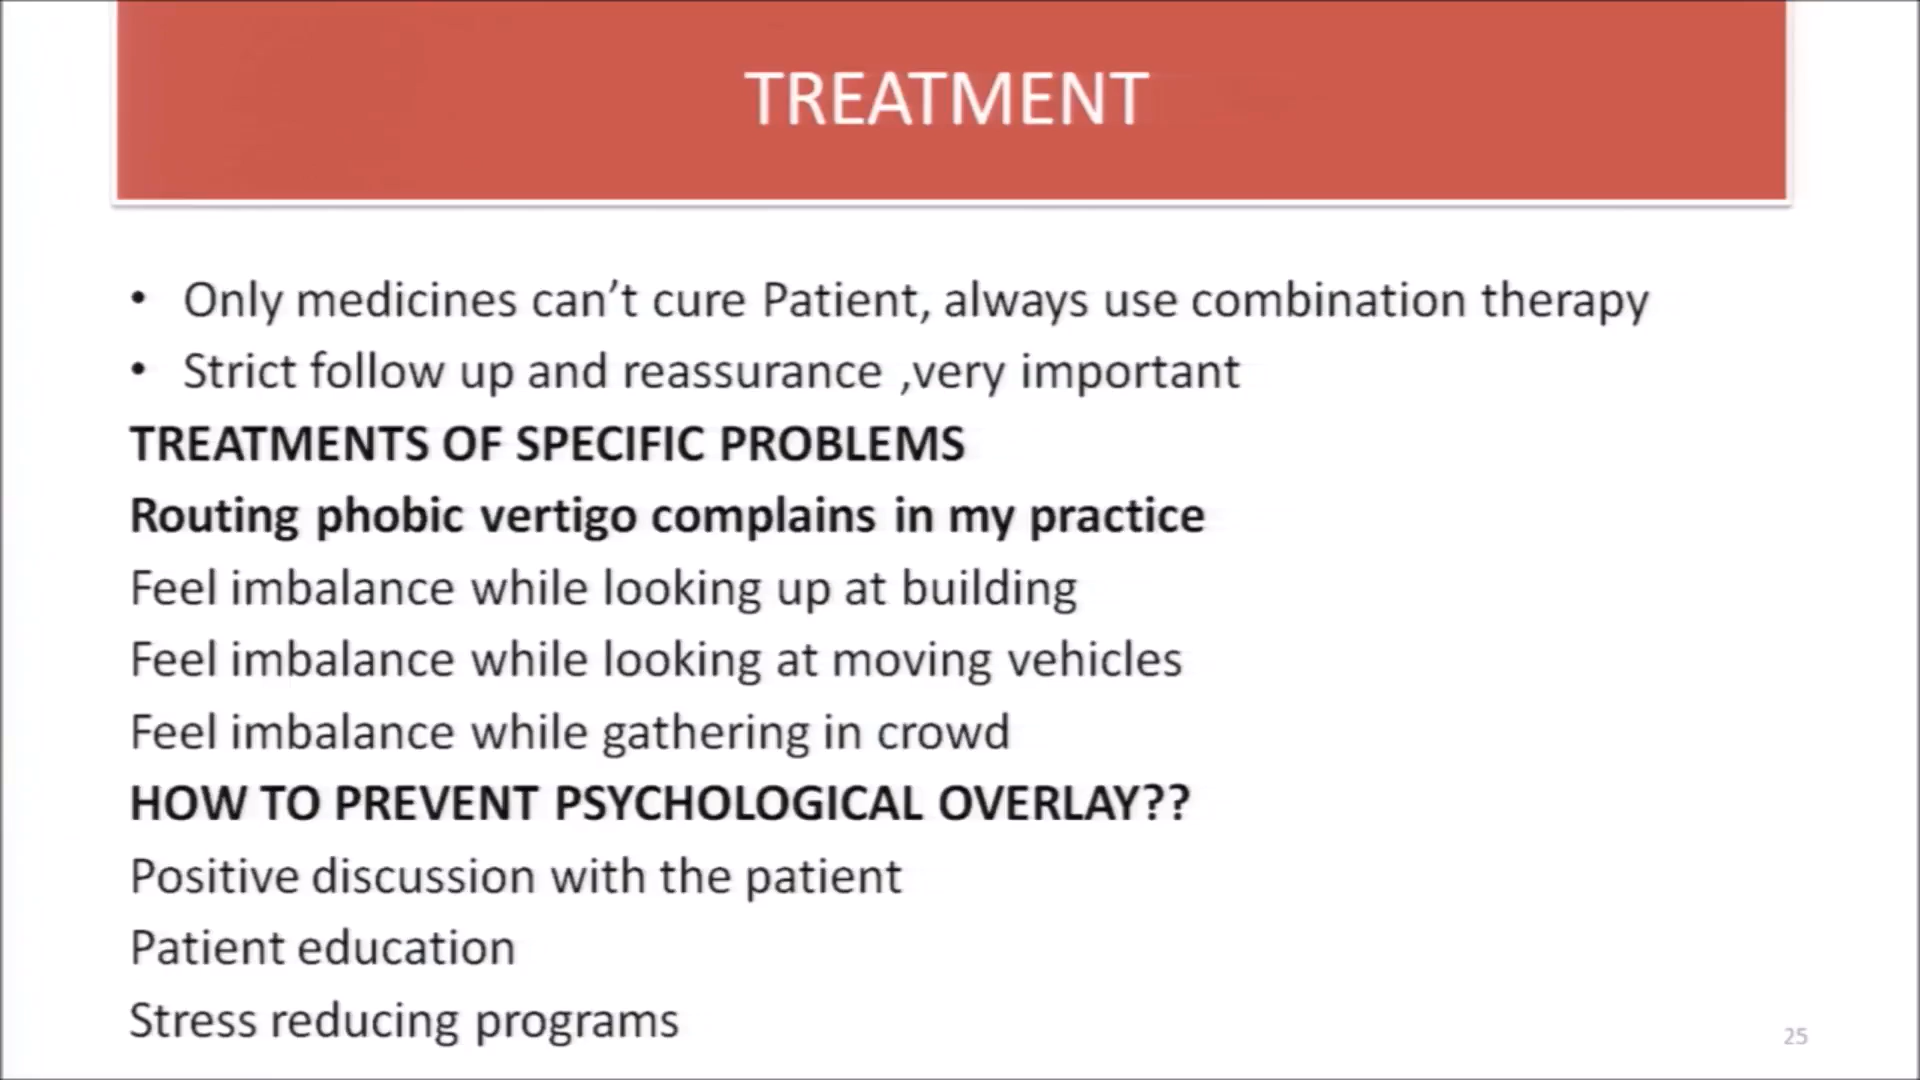 TREATMENT
• Only medicines can’t cure Patient, always use combination therapy
• Strict follow up and reassurance ,very important
TREATMENTS OF SPECIFIC PROBLEMS
Routing phobic vertigo complains in my practice
Feel imbalance while looking up at building
Feel imbalance while looking at moving vehicles
Feel imbalance while gathering in crowd
HOW TO PREVENT PSYCHOLOGICAL OVERLAY??
Positive discussion with the patient
Patient education
Stress reducing programs
25